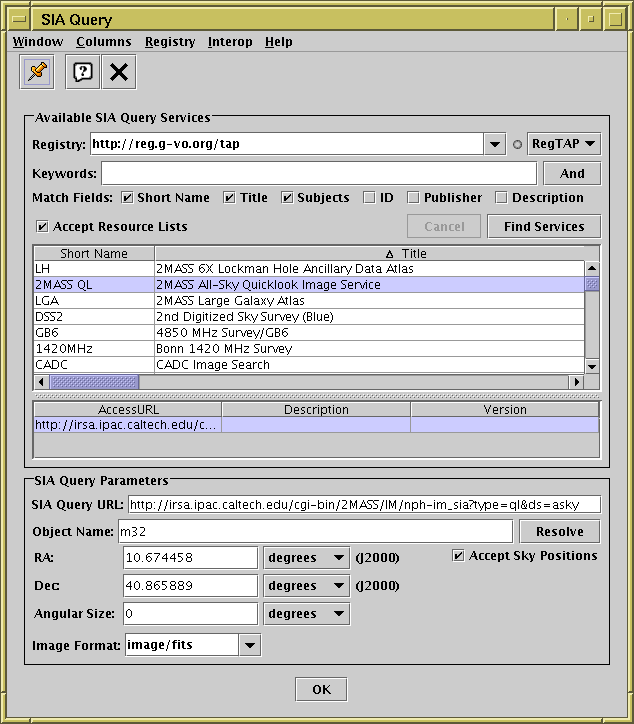 SIA Query
Window Columns Registry Interop Help
Available SIA Query Services
Registry: http://reg.g-vo.org/tap RegTAP
Keywords: And
Match Fields: Short Name Title Subjects ID Publisher Description
Accept Resource Lists Cancel Find Services
Short Name Title
LH 2MASS 6X Lockman Hole Ancillary Data Atlas
2MASS QL 2MASS All-Sky Quicklook Image Service
LGA 2MASS Large Galaxy Atlas
DSS2 2nd Digitized Sky Survey (Blue)
GB6 4850 MHz Survey/GB6
1420MHz Bonn 1420 MHz Survey
CADC CADC Image Search
AccessURL Description Version
http://irsa.ipac.caltech.edu/c...
SIA Query Parameters
SIA Query URL: http://irsa.ipac.caltech.edu/cgi-bin/2MASS/IM/nph-im_sia?type=ql&ds=asky
Object Name: m32 Resolve
RA: 10.674458 degrees (J2000) Accept Sky Positions
Dec: 40.865889 degrees (J2000)
Angular Size: 0 degrees
Image Format: image/fits
OK